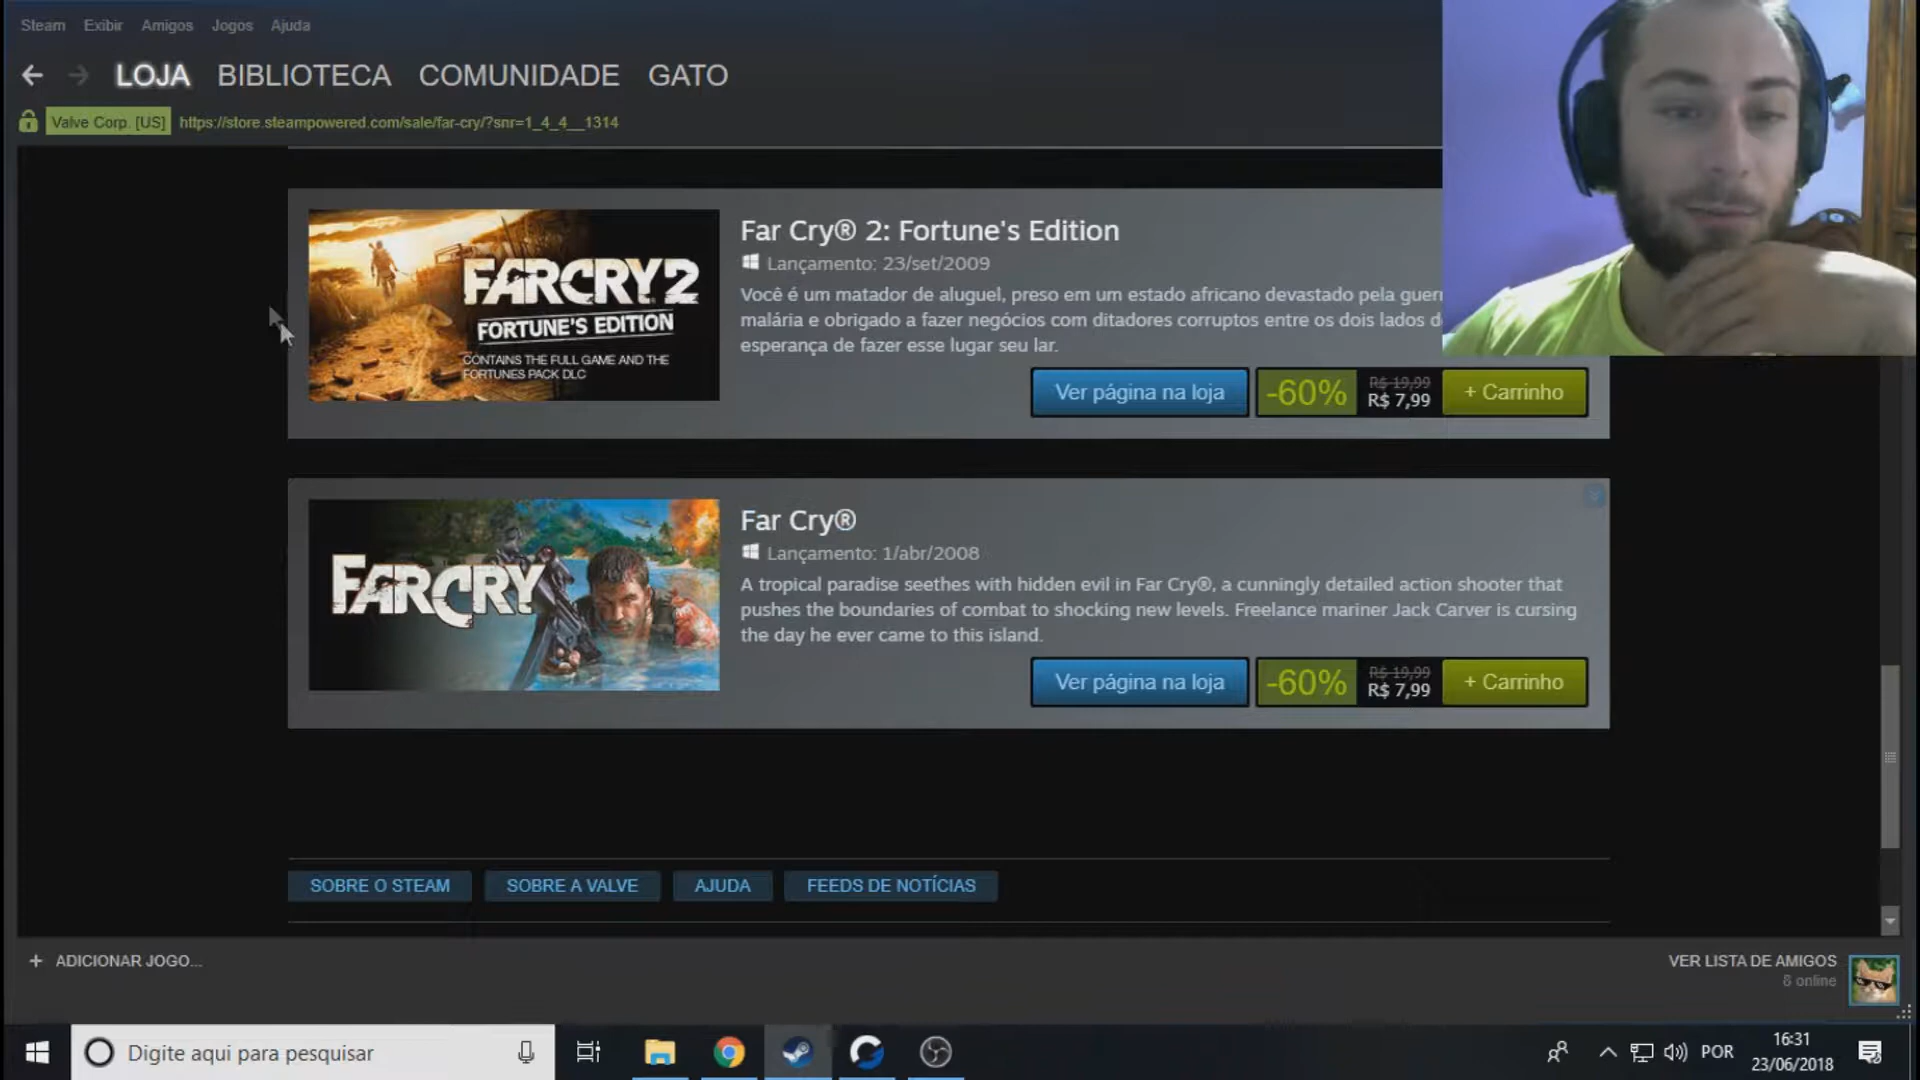 Steam Exibir Amigos Jogos Ajuda
LOJA BIBLIOTECA COMUNIDADE GATO
Valve Corp. [US] https://store.steampowered.com/sale/far-cry/?snr=1_4_4__1314
FARCRY2
FORTUNE'S EDITION
CONTAINS THE FULL GAME AND THE
FORTUNES PACK DLC
Far Cry® 2: Fortune's Edition
Lançamento: 23/set/2009
Você é um matador de aluguel, preso em um estado africano devastado pela
malária e obrigado a fazer negócios com ditadores corruptos entre os dois lados
esperança de fazer esse lugar seu lar.
Ver página na loja -60% R$ 19,99 R$ 7,99 + Carrinho
FARCRY
Far Cry®
Lançamento: 1/abr/2008
A tropical paradise seethes with hidden evil in Far Cry®, a cunningly detailed action shooter that
pushes the boundaries of combat to shocking new levels. Freelance mariner Jack Carver is cursing
the day he ever came to this island.
Ver página na loja -60% R$ 19,99 R$ 7,99 + Carrinho
SOBRE O STEAM SOBRE A VALVE AJUDA FEEDS DE NOTÍCIAS
+ ADICIONAR JOGO...
VER LISTA DE AMIGOS
8 online
Digite aqui para pesquisar
POR
16:31
23/06/2018